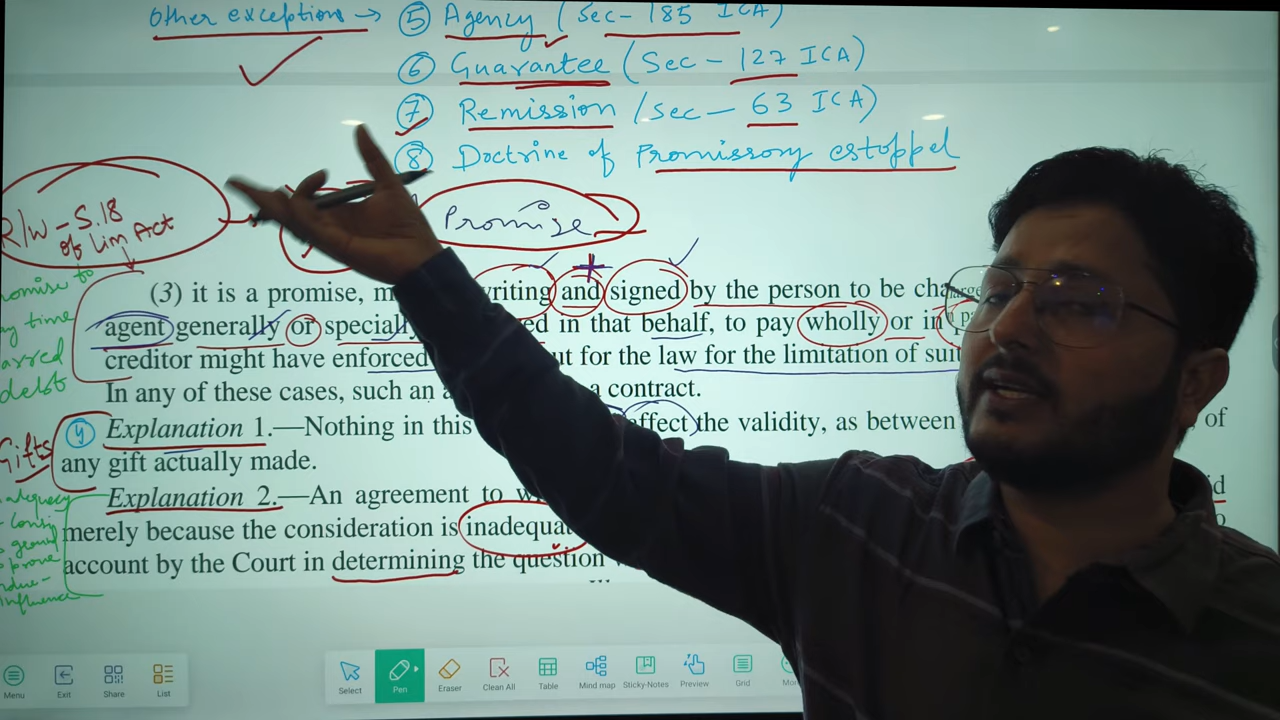 Other exceptions → ⑤ Agency (Sec- 185 ICA)
⑥ Guarantee (Sec - 127 ICA)
⑦ Remission (Sec - 63 ICA)
⑧ Doctrine of Promissory estoppel
R/W - S.18
of Lim Act
Promise
(3) it is a promise, writing and signed by the person to be
agent generally or specially in that behalf, to pay wholly or in
creditor might have enforced for the law for the limitation of
In any of these cases, such an a contract.
time
debt
Gifts
Explanation 1.—Nothing in this affect the validity, as between of
any gift actually made.
Explanation 2.—An agreement to
merely because the consideration is
account by the Court in determining the question
influence
Menu
Exit
Share
List
Select
Pen
Eraser
Clean All
Table
Mind map
Sticky-Notes
Preview
Grid